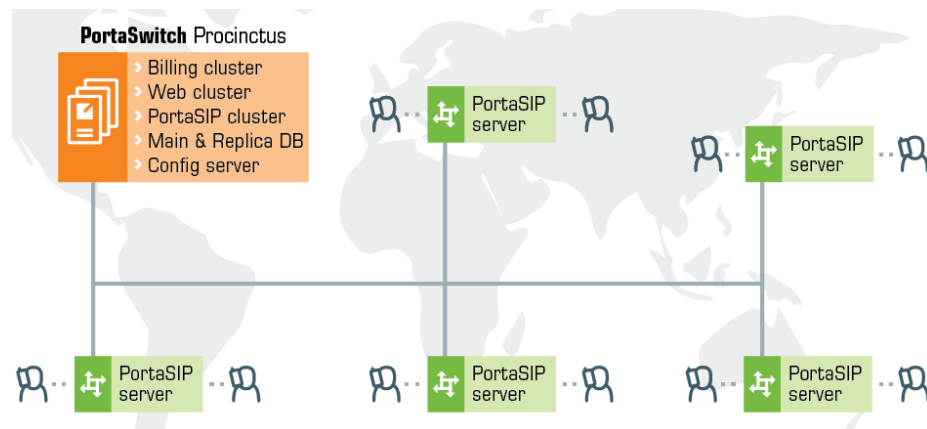 PortaSwitch Procinctus
› Billing cluster
› Web cluster
› PortaSIP cluster
› Main & Replica DB
› Config server
PortaSIP
server
PortaSIP
server
PortaSIP
server
PortaSIP
server
PortaSIP
server